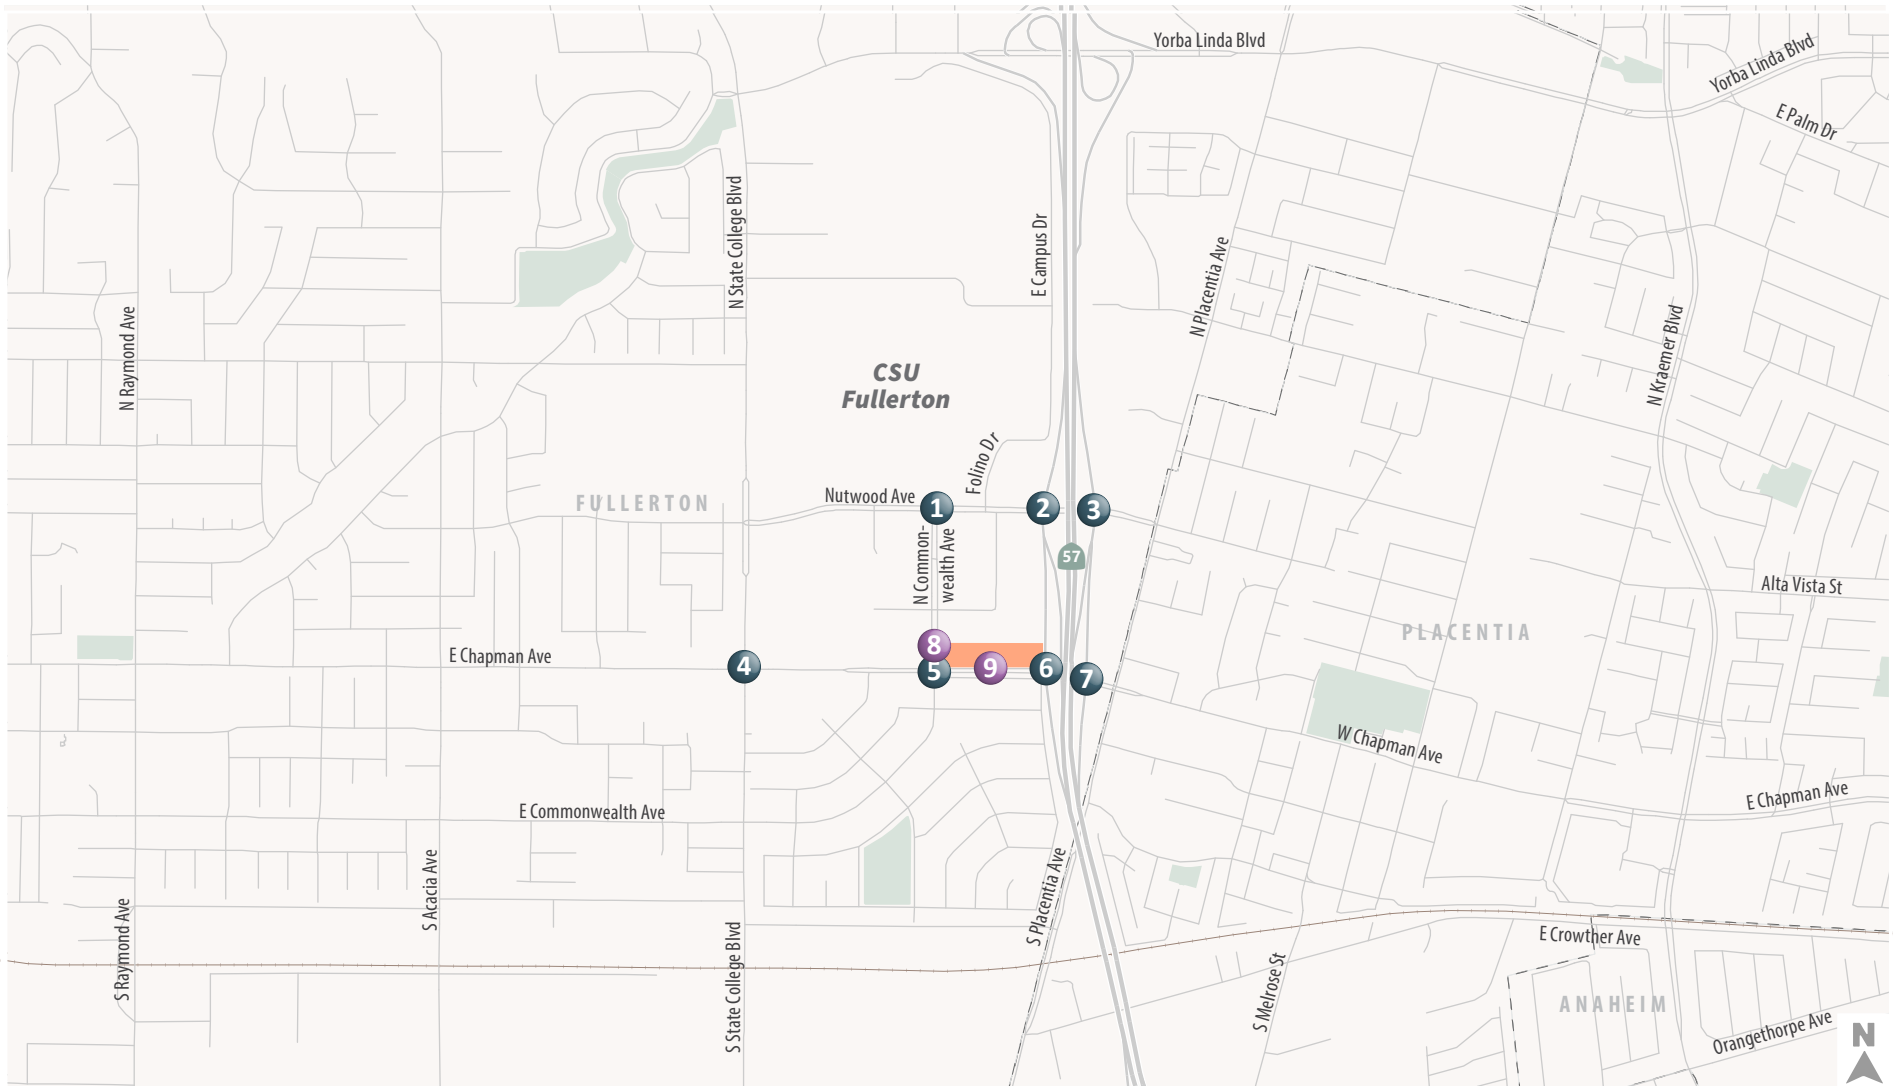 Yorba Linda Blvd
Yorba Linda Blvd
E Palm Dr
N State College Blvd
E Campus Dr
N Placentia Ave
N Raymond Ave
N Kraemer Blvd
CSU
Fullerton
Folino Dr
FULLERTON
Nutwood Ave
1
2
3
N Common-
wealth Ave
57
Alta Vista St
PLACENTIA
E Chapman Ave
4
8
5
9
6
7
W Chapman Ave
E Chapman Ave
E Commonwealth Ave
S Acacia Ave
S Placentia Ave
S Raymond Ave
S State College Blvd
E Crowther Ave
S Melrose St
ANAHEIM
Orangethorpe Ave
N